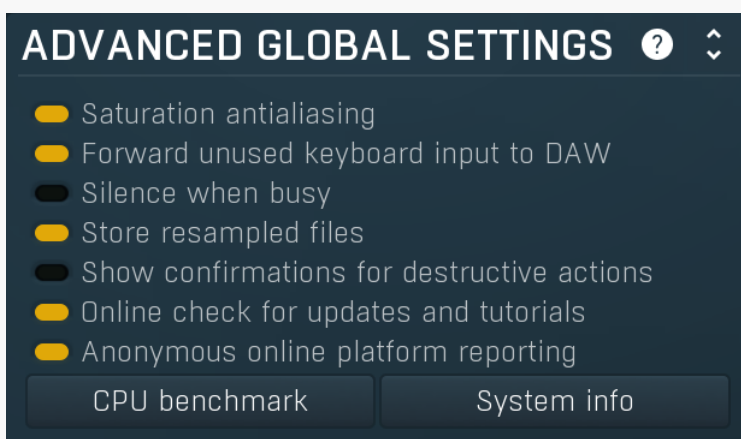 ADVANCED GLOBAL SETTINGS ?
Saturation antialiasing
Forward unused keyboard input to DAW
Silence when busy
Store resampled files
Show confirmations for destructive actions
Online check for updates and tutorials
Anonymous online platform reporting
CPU benchmark System info